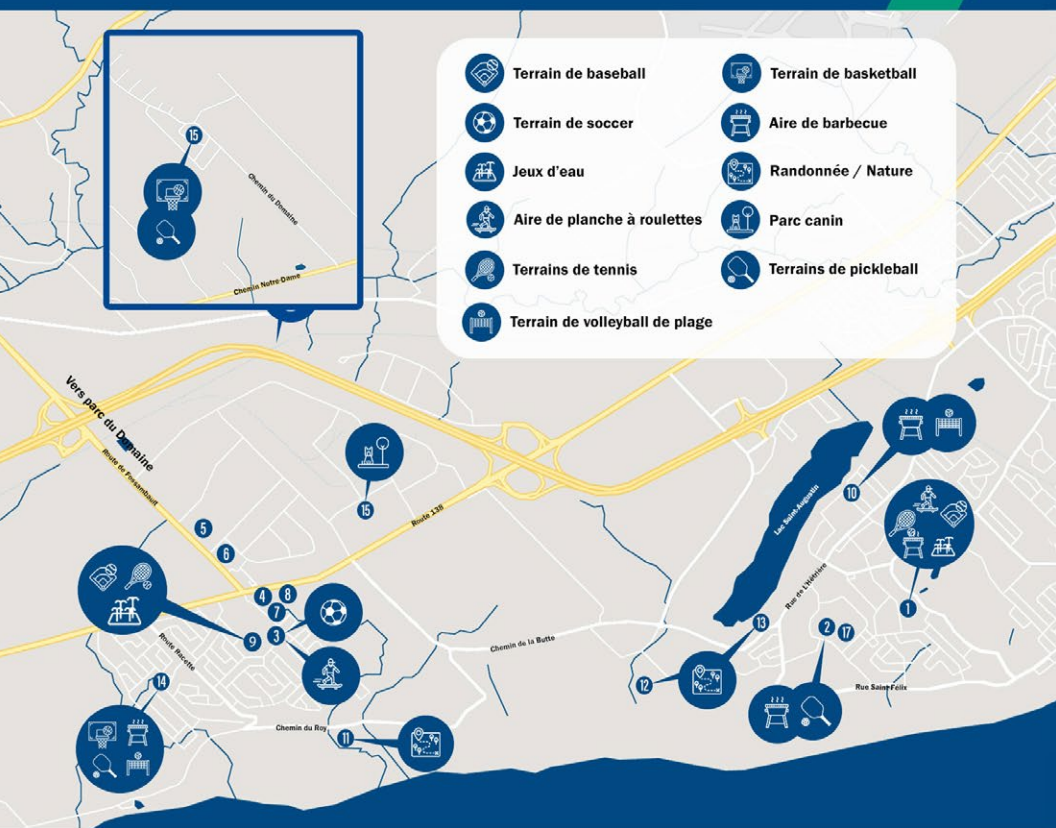 Terrain de baseball
Terrain de basketball
Terrain de soccer
Aire de barbecue
Jeux d'eau
Randonnée / Nature
Aire de planche à roulettes
Parc canin
Terrains de tennis
Terrains de pickleball
Terrain de volleyball de plage
15
Chemin du Domaine
Chemin Notre-Dame
Vers parc du Domaine
Route de Fossambault
15
Route 138
5
6
4
8
7
3
9
Route Racette
14
Chemin du Roy
11
Chemin de la Butte
Lac Saint-Augustin
10
Rue de L'Hêtrière
1
13
2
17
12
Rue Saint-Félix